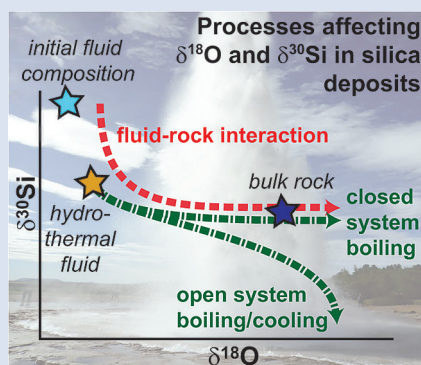 Processes affecting
δ18O and δ30Si in silica
deposits
initial fluid
composition
fluid-rock interaction
bulk rock
hydro-
thermal
fluid
closed
system
boiling
open system
boiling/cooling
δ30Si
δ18O